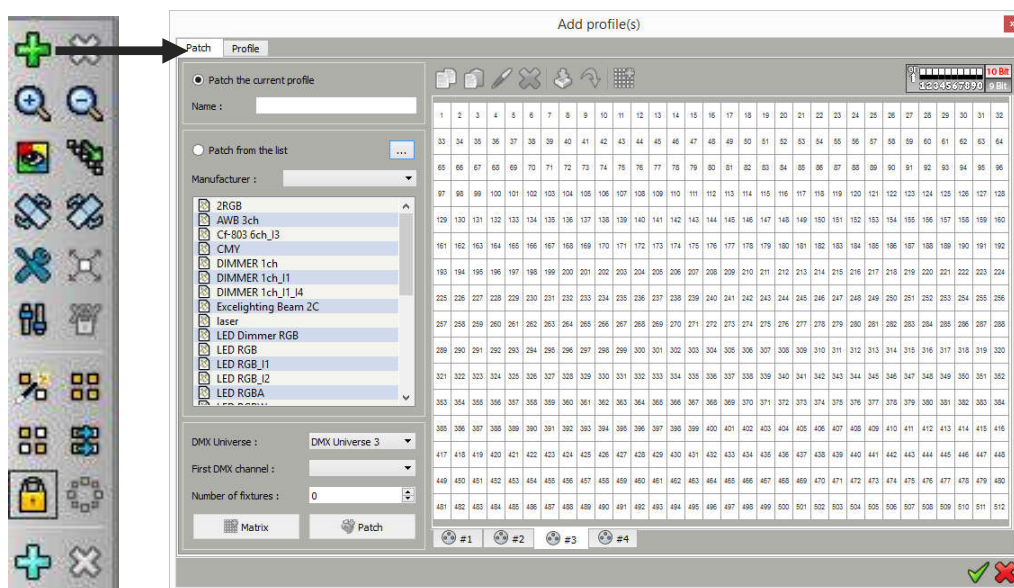 Add profile(s)
Patch Profile
Patch the current profile
Name :
Patch from the list
...
Manufacturer :
2RGB
AWB 3ch
Cf-803 6ch_I3
CMY
DIMMER 1ch
DIMMER 1ch_I1
DIMMER 1ch_I1_I4
Excelighting Beam 2C
laser
LED Dimmer RGB
LED RGB
LED RGB_I1
LED RGB_I2
LED RGBA
DMX Universe : DMX Universe 3
First DMX channel :
Number of fixtures : 0
Matrix Patch
10 Bit
1234567890 9 Bit
1 2 3 4 5 6 7 8 9 10 11 12 13 14 15 16 17 18 19 20 21 22 23 24 25 26 27 28 29 30 31 32
33 34 35 36 37 38 39 40 41 42 43 44 45 46 47 48 49 50 51 52 53 54 55 56 57 58 59 60 61 62 63 64
65 66 67 68 69 70 71 72 73 74 75 76 77 78 79 80 81 82 83 84 85 86 87 88 89 90 91 92 93 94 95 96
97 98 99 100 101 102 103 104 105 106 107 108 109 110 111 112 113 114 115 116 117 118 119 120 121 122 123 124 125 126 127 128
129 130 131 132 133 134 135 136 137 138 139 140 141 142 143 144 145 146 147 148 149 150 151 152 153 154 155 156 157 158 159 160
161 162 163 164 165 166 167 168 169 170 171 172 173 174 175 176 177 178 179 180 181 182 183 184 185 186 187 188 189 190 191 192
193 194 195 196 197 198 199 200 201 202 203 204 205 206 207 208 209 210 211 212 213 214 215 216 217 218 219 220 221 222 223 224
225 226 227 228 229 230 231 232 233 234 235 236 237 238 239 240 241 242 243 244 245 246 247 248 249 250 251 252 253 254 255 256
257 258 259 260 261 262 263 264 265 266 267 268 269 270 271 272 273 274 275 276 277 278 279 280 281 282 283 284 285 286 287 288
289 290 291 292 293 294 295 296 297 298 299 300 301 302 303 304 305 306 307 308 309 310 311 312 313 314 315 316 317 318 319 320
321 322 323 324 325 326 327 328 329 330 331 332 333 334 335 336 337 338 339 340 341 342 343 344 345 346 347 348 349 350 351 352
353 354 355 356 357 358 359 360 361 362 363 364 365 366 367 368 369 370 371 372 373 374 375 376 377 378 379 380 381 382 383 384
385 386 387 388 389 390 391 392 393 394 395 396 397 398 399 400 401 402 403 404 405 406 407 408 409 410 411 412 413 414 415 416
417 418 419 420 421 422 423 424 425 426 427 428 429 430 431 432 433 434 435 436 437 438 439 440 441 442 443 444 445 446 447 448
449 450 451 452 453 454 455 456 457 458 459 460 461 462 463 464 465 466 467 468 469 470 471 472 473 474 475 476 477 478 479 480
481 482 483 484 485 486 487 488 489 490 491 492 493 494 495 496 497 498 499 500 501 502 503 504 505 506 507 508 509 510 511 512
#1 #2 #3 #4